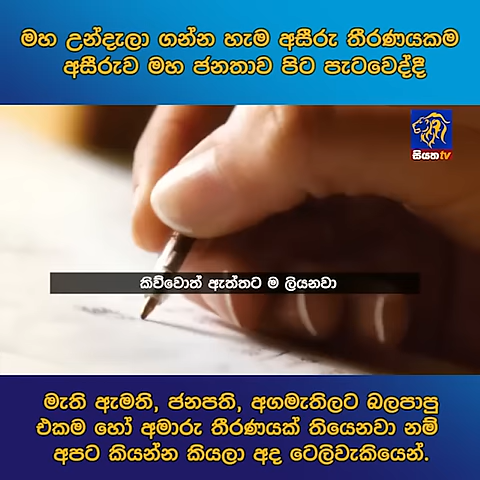 මහ උන්දැලා ගන්න හැම අසීරු තීරණයකම
අසීරුව මහ ජනතාව පිට පැටවෙද්දී
සියත tv
කිව්වොත් ඇත්තට ම ලියනවා
මැති ඇමති, ජනපති, අගමැතිලට බලපාපු
එකම හෝ අමාරු තීරණයක් තියෙනවා නම්
අපට කියන්න කියලා අද ටෙලිවැකියෙන්.